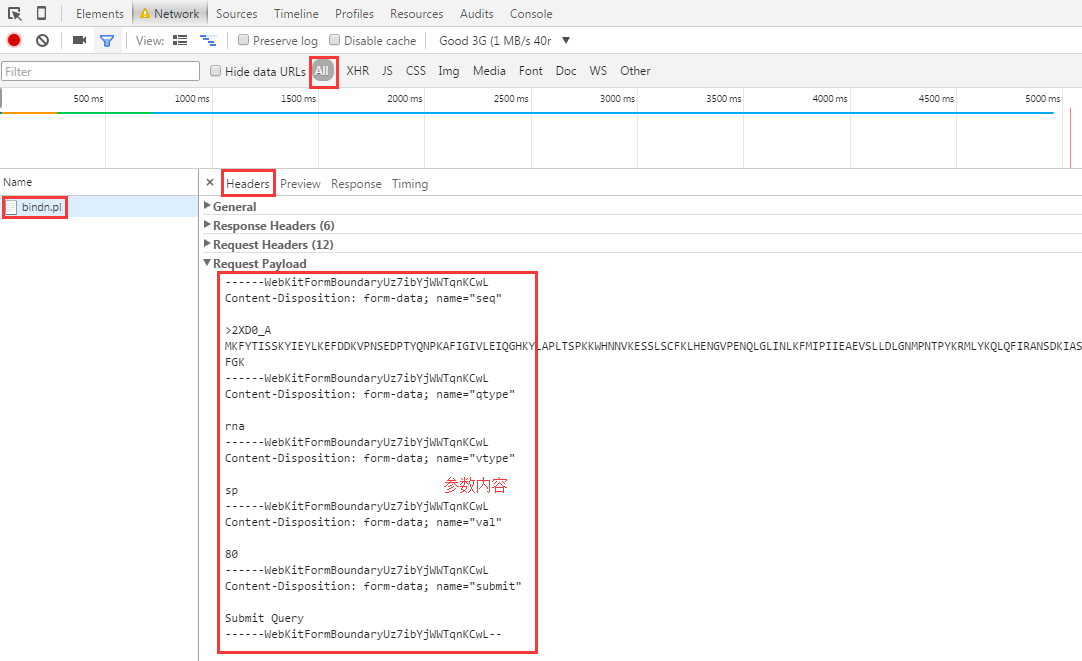 Elements Network Sources Timeline Profiles Resources Audits Console
View: Preserve log Disable cache Good 3G (1 MB/s 40r ▼
Filter Hide data URLs All XHR JS CSS Img Media Font Doc WS Other
500 ms 1000 ms 1500 ms 2000 ms 2500 ms 3000 ms 3500 ms 4000 ms 4500 ms 5000 ms
Name × Headers Preview Response Timing
bindn.pl
General
Response Headers (6)
Request Headers (12)
Request Payload
------WebKitFormBoundaryUz7ibYjWWTqnKCwL
Content-Disposition: form-data; name="seq"
>2XD0_A
MKFYTISSKYIEYLKEFDDKVPNSEDPTYQNPKAFIGIVLEIQGHKYLAPLTSPKKWHNNVKESSLSCFKLHENGVPENQLGLINLKFMIPIIEAEVSLLDLGNMPNTPYKRMLYKQLQFIRANSDKIAS
FGK
------WebKitFormBoundaryUz7ibYjWWTqnKCwL
Content-Disposition: form-data; name="qtype"
rna
------WebKitFormBoundaryUz7ibYjWWTqnKCwL
Content-Disposition: form-data; name="vtype"
参数内容
sp
------WebKitFormBoundaryUz7ibYjWWTqnKCwL
Content-Disposition: form-data; name="val"
80
------WebKitFormBoundaryUz7ibYjWWTqnKCwL
Content-Disposition: form-data; name="submit"
Submit Query
------WebKitFormBoundaryUz7ibYjWWTqnKCwL--